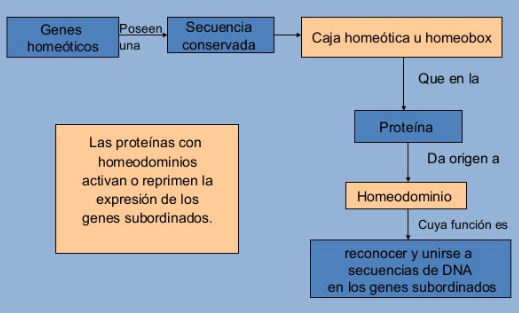 Genes
homeóticos
Poseen
una
Secuencia
conservada
Caja homeótica u homeobox
Que en la
Proteína
Da origen a
Homeodominio
Cuya función es
reconocer y unirse a
secuencias de DNA
en los genes subordinados
Las proteínas con
homeodominios
activan o reprimen la
expresión de los
genes subordinados.